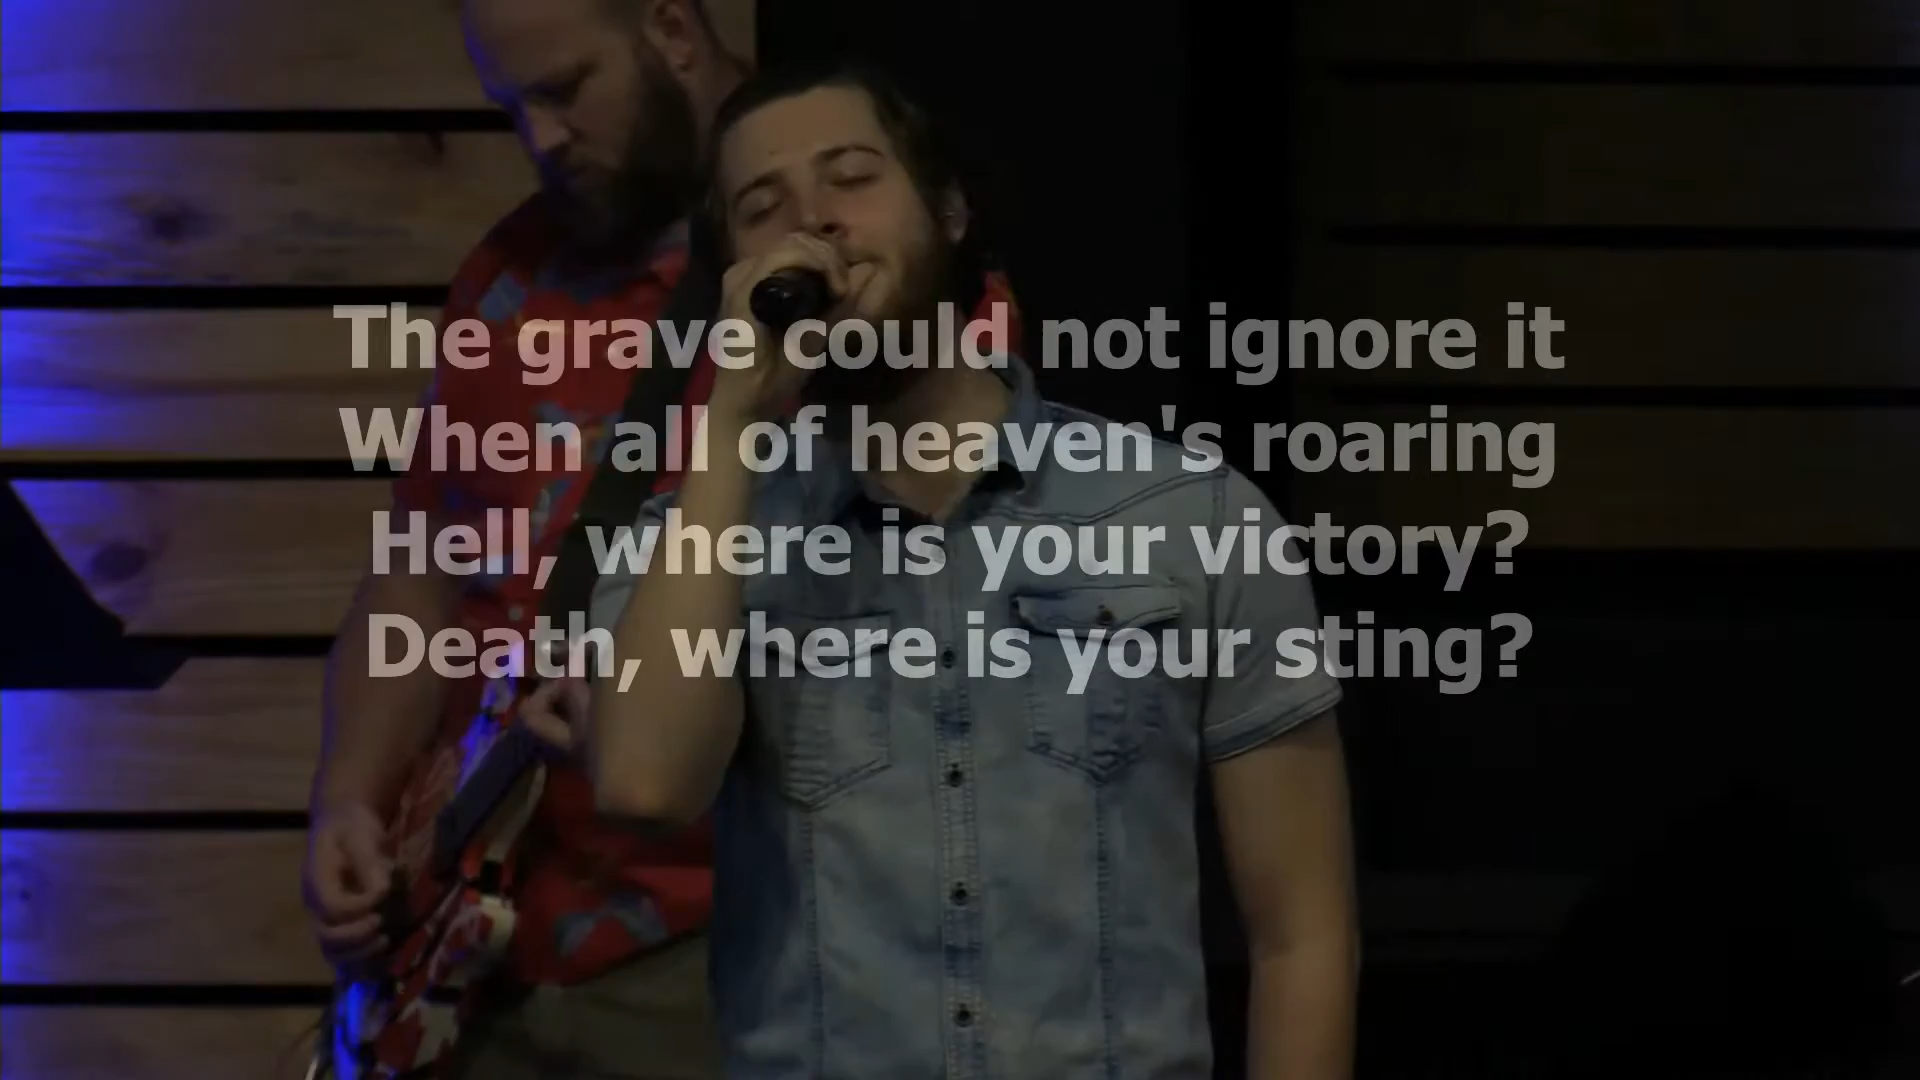 The grave could not ignore it
When all of heaven's roaring
Hell, where is your victory?
Death, where is your sting?